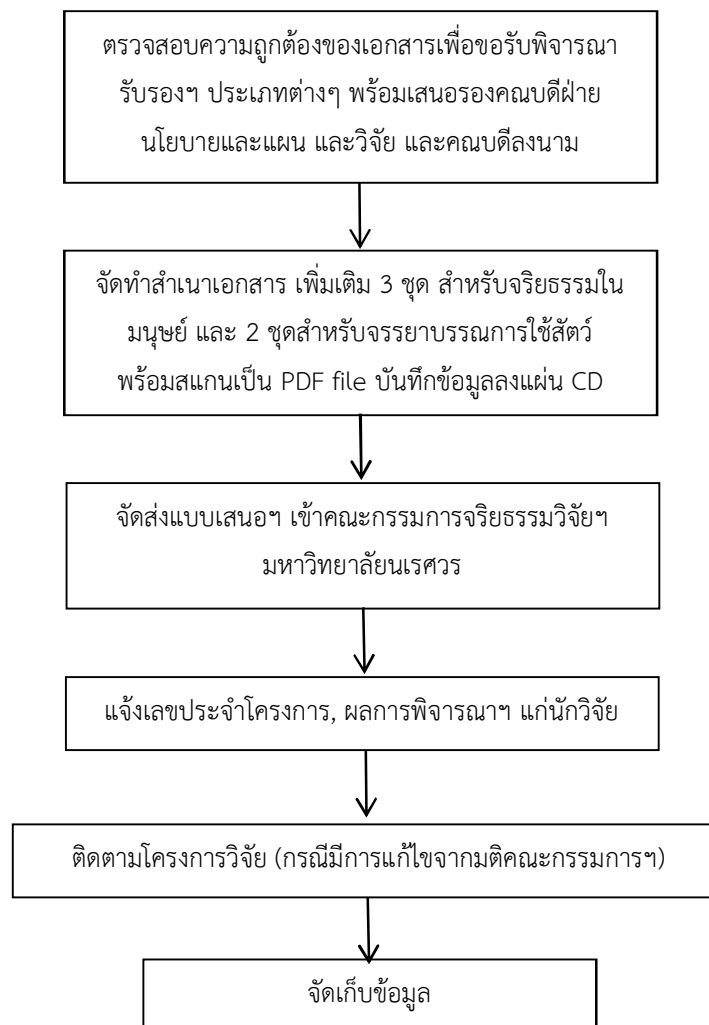 ตรวจสอบความถูกต้องของเอกสารเพื่อขอรับพิจารณา
รับรองฯ ประเภทต่างๆ พร้อมเสนอรองคณบดีฝ่าย
นโยบายและแผน และวิจัย และคณบดีลงนาม
จัดทำสำเนาเอกสาร เพิ่มเติม 3 ชุด สำหรับจริยธรรมใน
มนุษย์ และ 2 ชุดสำหรับจรรยาบรรณการใช้สัตว์
พร้อมสแกนเป็น PDF file บันทึกข้อมูลลงแผ่น CD
จัดส่งแบบเสนอฯ เข้าคณะกรรมการจริยธรรมวิจัยฯ
มหาวิทยาลัยนเรศวร
แจ้งเลขประจำโครงการ, ผลการพิจารณาฯ แก่นักวิจัย
ติดตามโครงการวิจัย (กรณีมีการแก้ไขจากมติคณะกรรมการฯ)
จัดเก็บข้อมูล